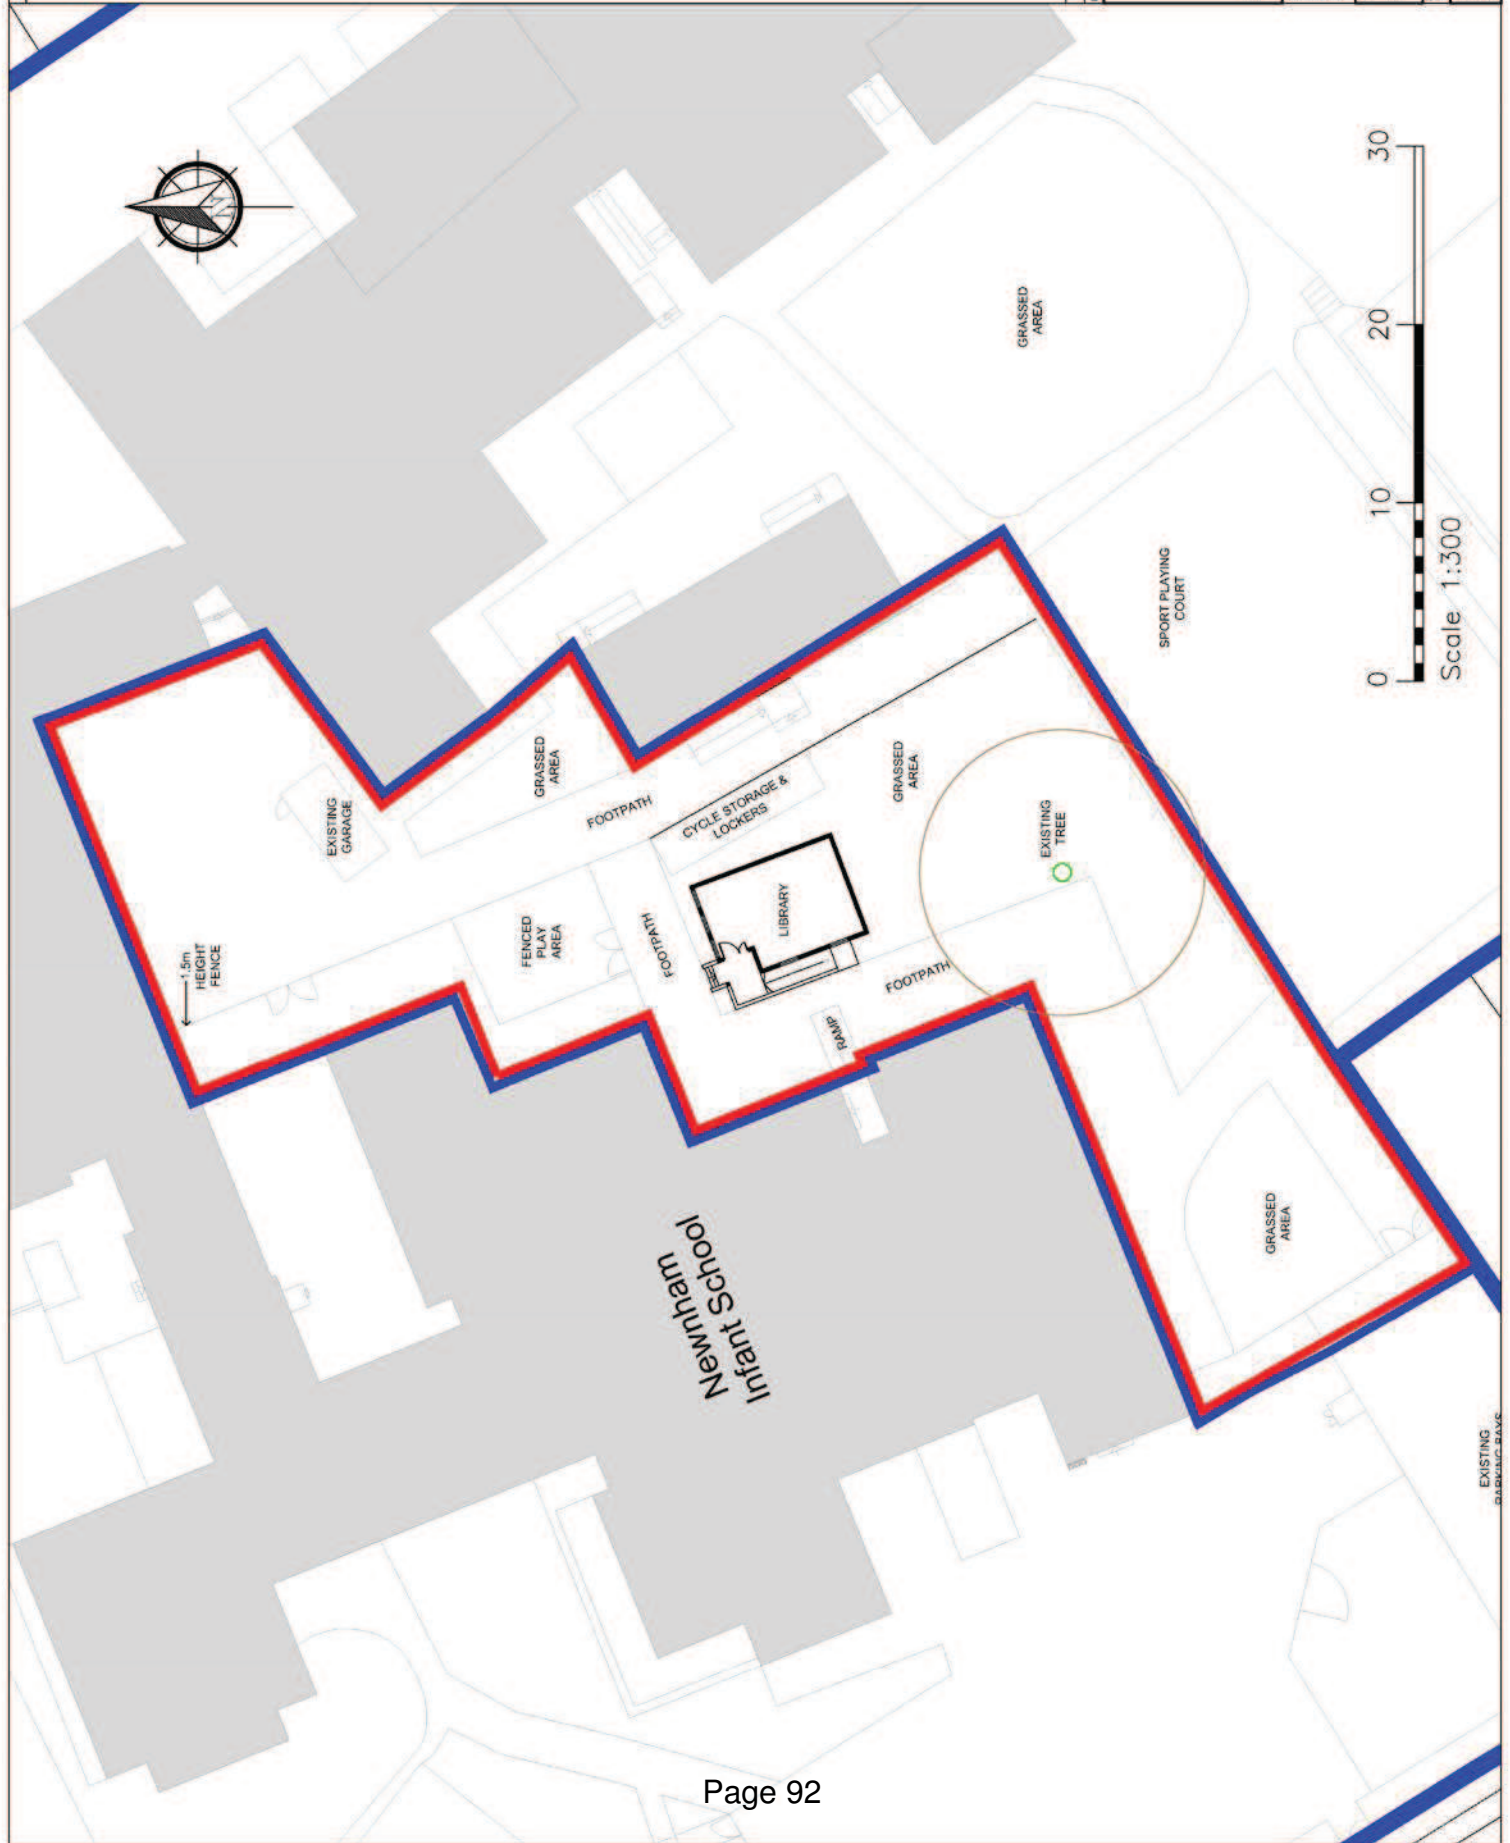 N
EXISTING
GARAGE
1.5m
HEIGHT
FENCE
GRASSED
AREA
FOOTPATH
FENCED
PLAY
AREA
FOOTPATH
CYCLE STORAGE &
LOCKERS
LIBRARY
FOOTPATH
RAMP
GRASSED
AREA
EXISTING
TREE
GRASSED
AREA
SPORT PLAYING
COURT
GRASSED
AREA
Newnham
Infant School
EXISTING
PARKING BAYS
0 10 20 30
Scale 1:300
Page 92